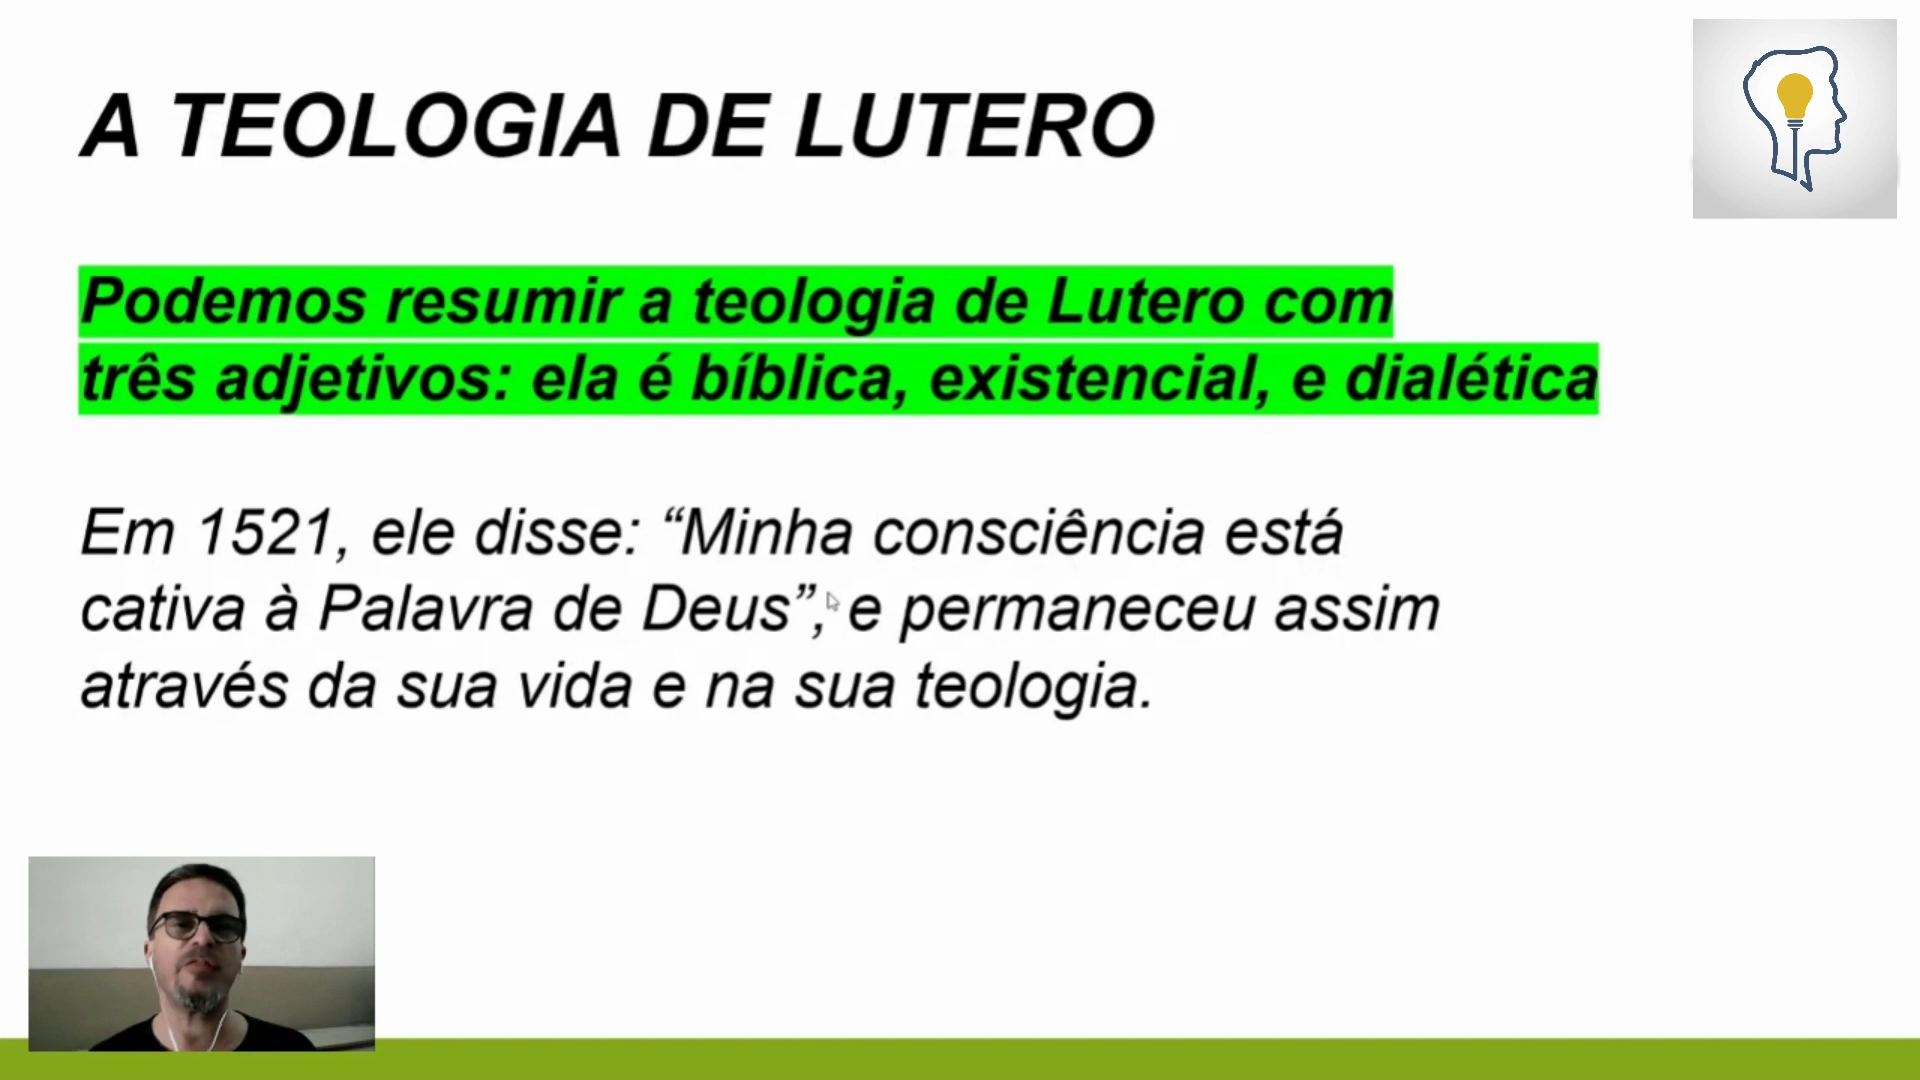 A TEOLOGIA DE LUTERO
Podemos resumir a teologia de Lutero com
três adjetivos: ela é bíblica, existencial, e dialética
Em 1521, ele disse: “Minha consciência está
cativa à Palavra de Deus”, e permaneceu assim
através da sua vida e na sua teologia.